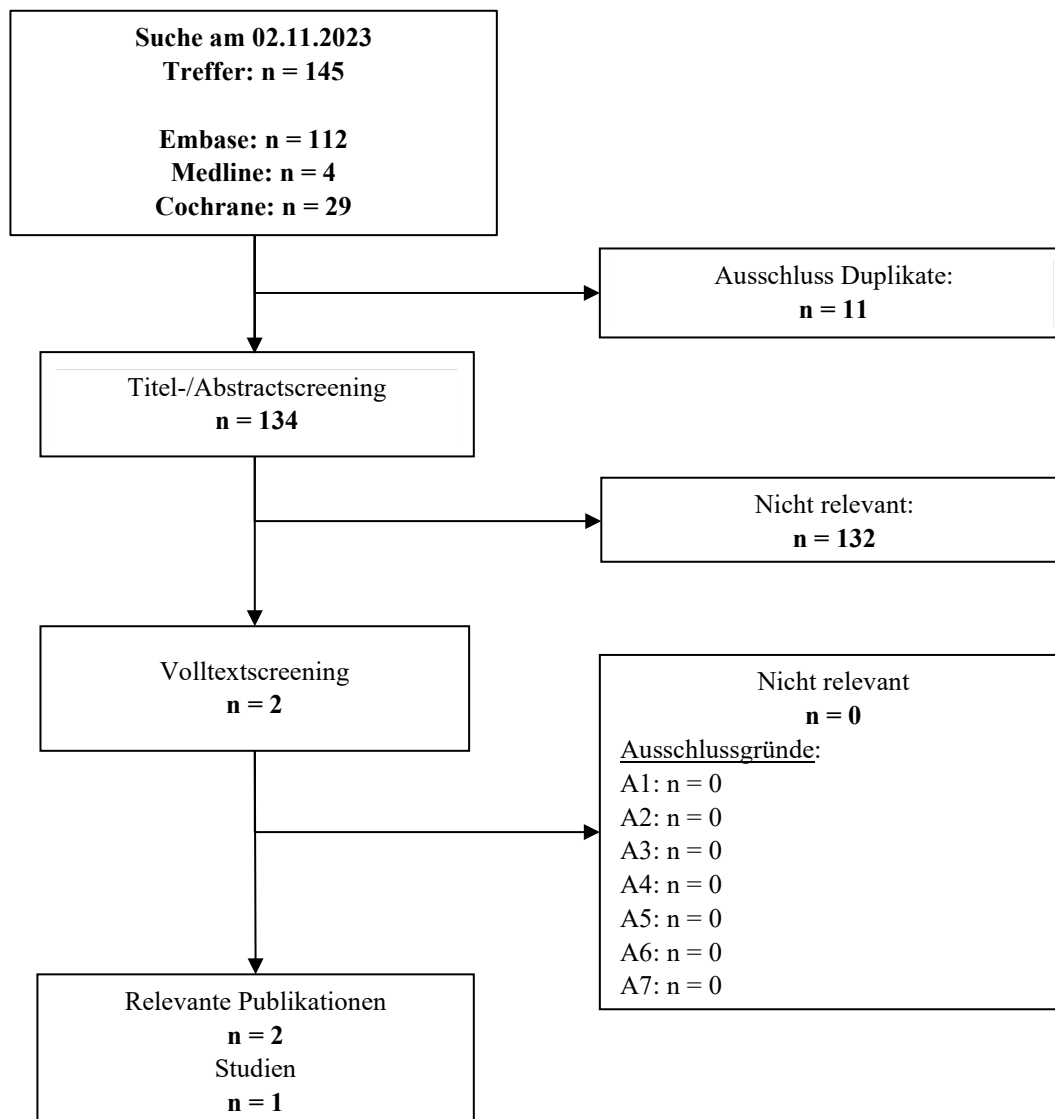 Suche am 02.11.2023
Treffer: n = 145
Embase: n = 112
Medline: n = 4
Cochrane: n = 29
Ausschluss Duplikate:
n = 11
Titel-/Abstractscreening
n = 134
Nicht relevant:
n = 132
Volltextscreening
n = 2
Nicht relevant
n = 0
Ausschlussgründe:
A1: n = 0
A2: n = 0
A3: n = 0
A4: n = 0
A5: n = 0
A6: n = 0
A7: n = 0
Relevante Publikationen
n = 2
Studien
n = 1